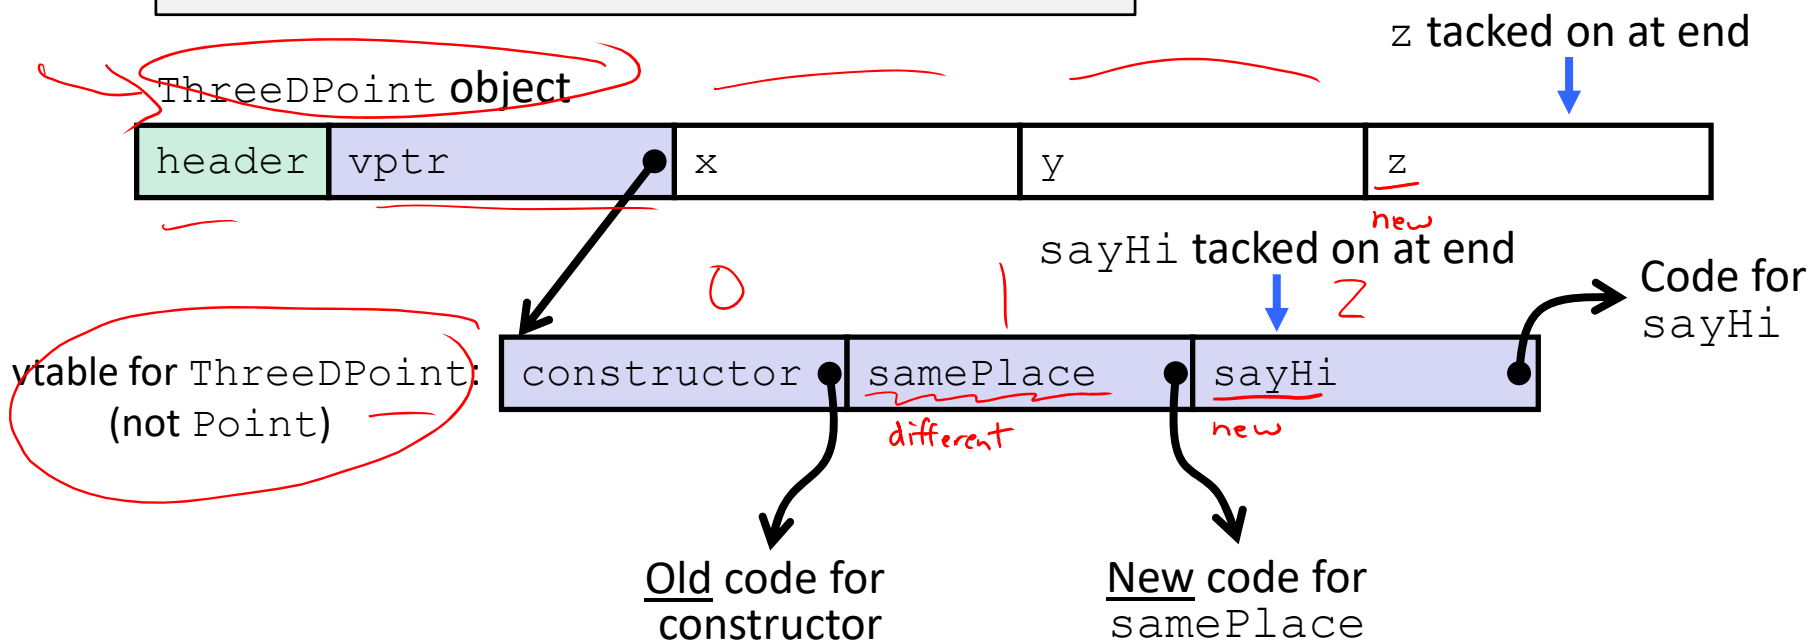 z tacked on at end
ThreeDPoint object
header vptr x y z
new
sayHi tacked on at end
0 1 2
Code for
sayHi
vtable for ThreeDPoint:
(not Point)
constructor samePlace sayHi
different new
Old code for
constructor
New code for
samePlace